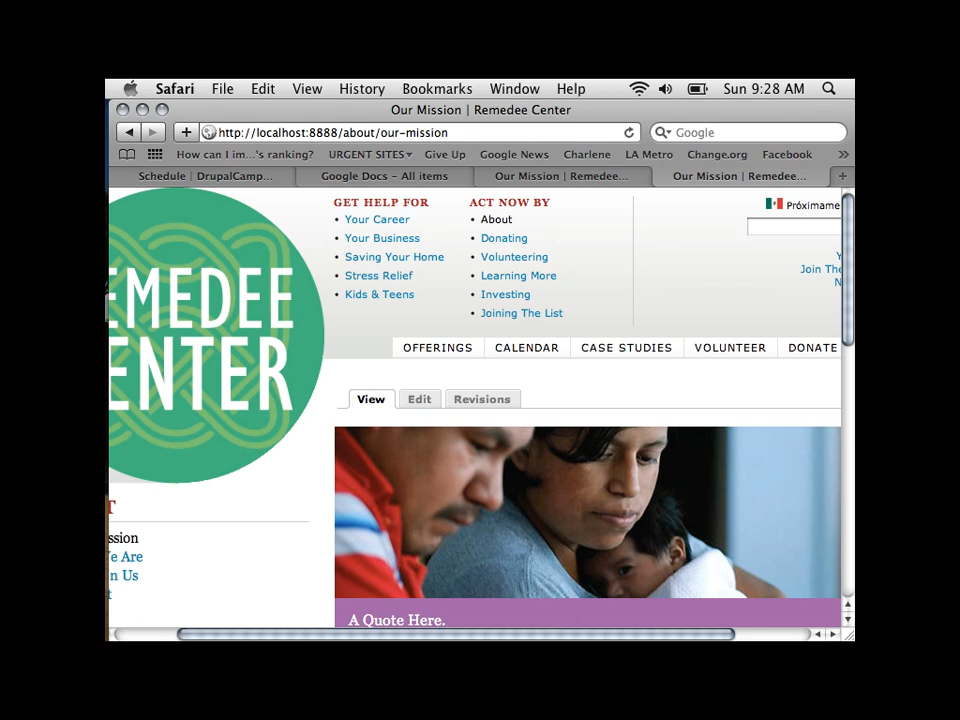 Safari File Edit View History Bookmarks Window Help Sun 9:28 AM
Our Mission | Remedee Center
http://localhost:8888/about/our-mission Google
How can I im...'s ranking? URGENT SITES Give Up Google News Charlene LA Metro Change.org Facebook
Schedule | DrupalCamp... Google Docs - All items Our Mission | Remedee... Our Mission | Remedee...
EMEDEE
ENTER
GET HELP FOR
• Your Career
• Your Business
• Saving Your Home
• Stress Relief
• Kids & Teens
ACT NOW BY
• About
• Donating
• Volunteering
• Learning More
• Investing
• Joining The List
Próximame
Y
Join The
N
OFFERINGS CALENDAR CASE STUDIES VOLUNTEER DONATE
View Edit Revisions
T
ssion
e Are
n Us
t
A Quote Here.